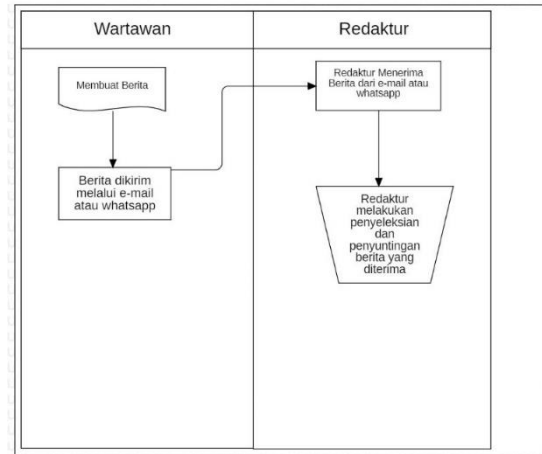 Wartawan
Redaktur
Membuat Berita
Berita dikirim
melalui e-mail
atau whatsapp
Redaktur Menerima
Berita dari e-mail atau
whatsapp
Redaktur
melakukan
penyeleksian
dan
penyuntingan
berita yang
diterima